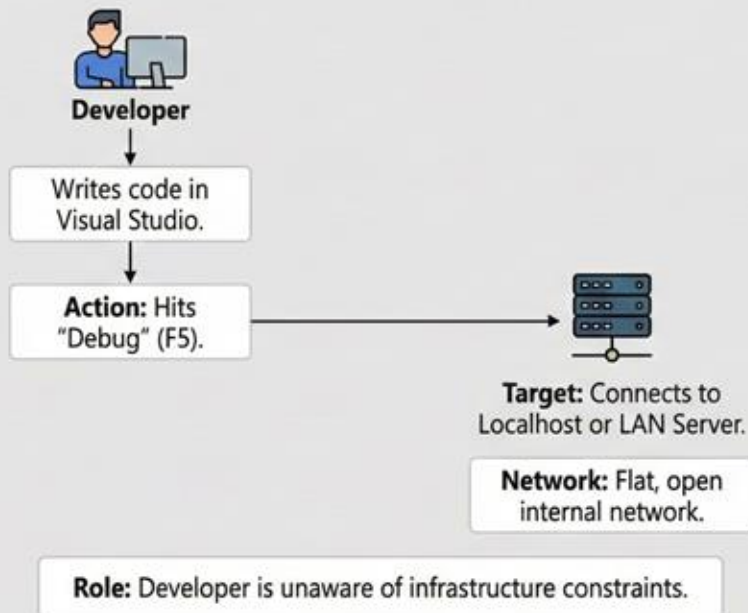 Developer
Writes code in
Visual Studio.
Action: Hits
“Debug” (F5).
Target: Connects to
Localhost or LAN Server.
Network: Flat, open
internal network.
Role: Developer is unaware of infrastructure constraints.